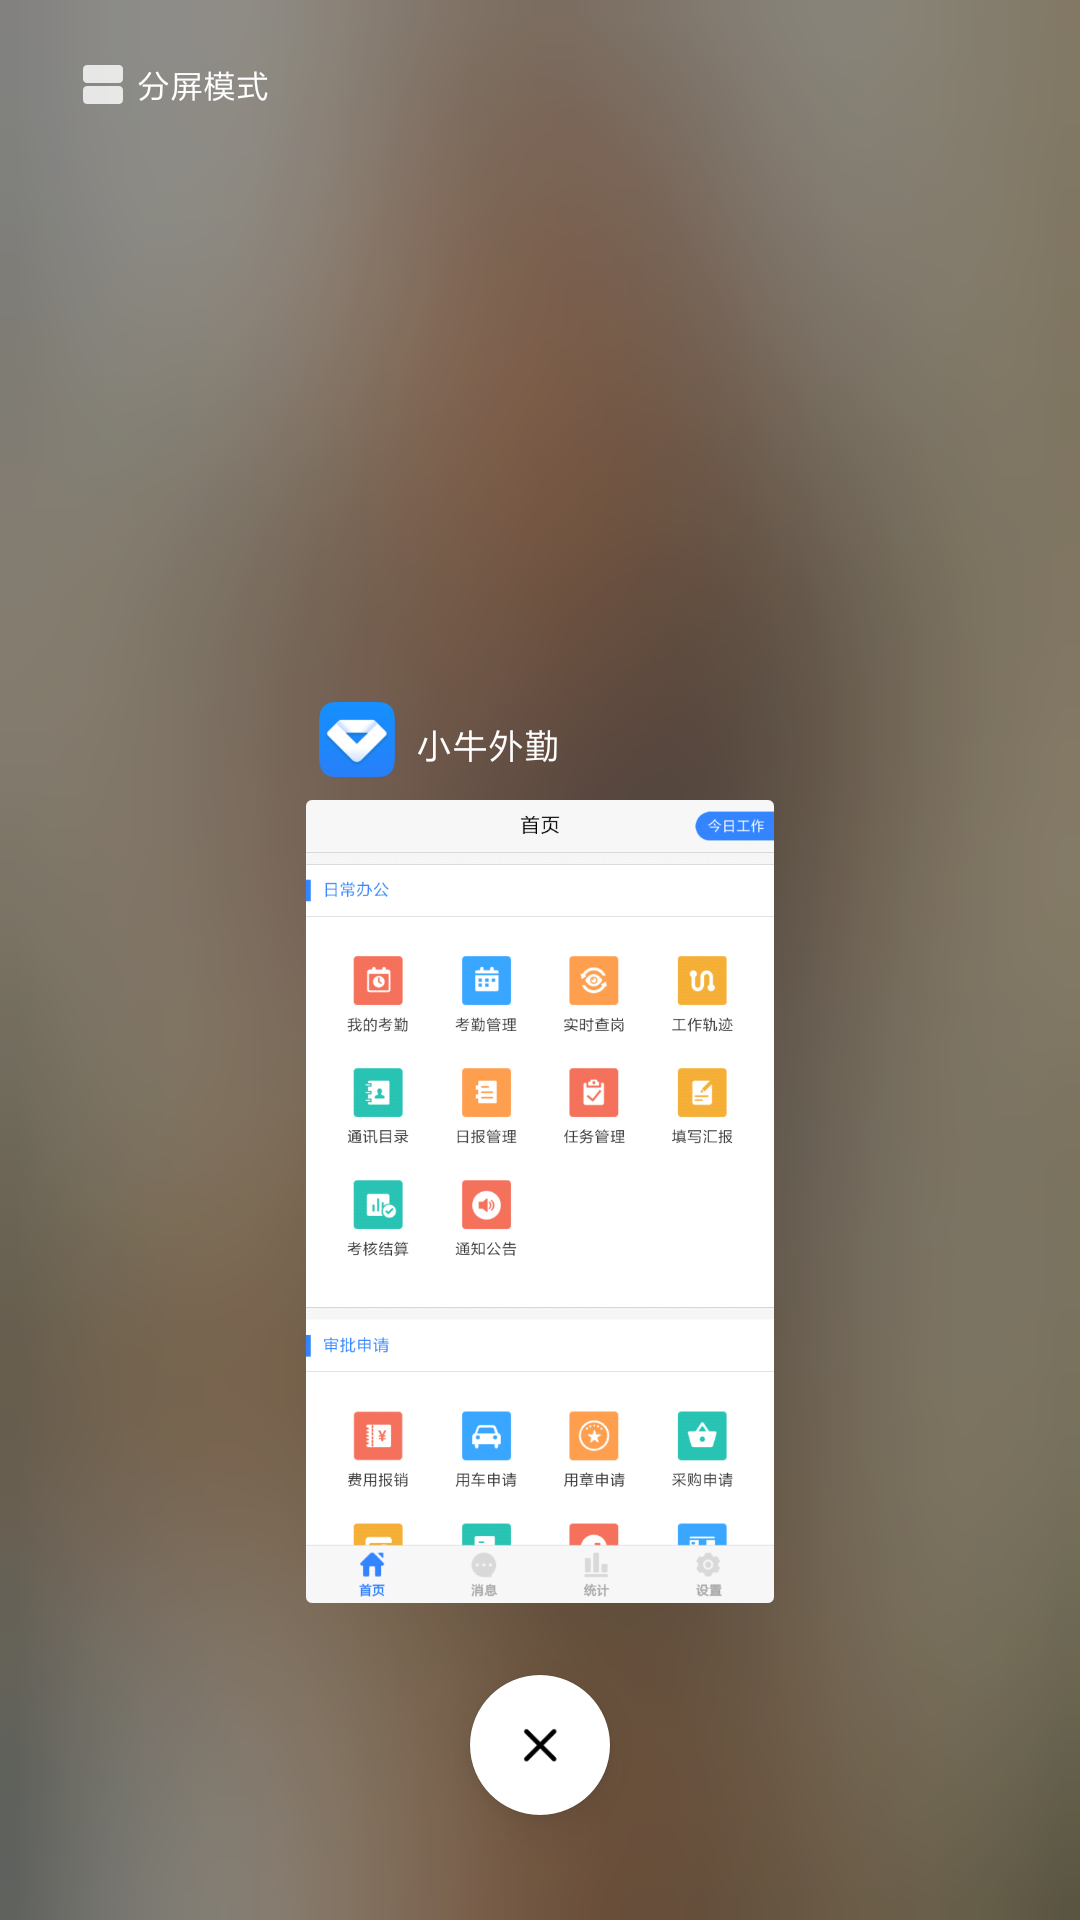 分屏模式
小牛外勤
首页
今日工作
日常办公
我的考勤 考勤管理 实时查岗 工作轨迹
通讯目录 日报管理 任务管理 填写汇报
考核结算 通知公告
审批申请
费用报销 用车申请 用章申请 采购申请
首页 消息 统计 设置